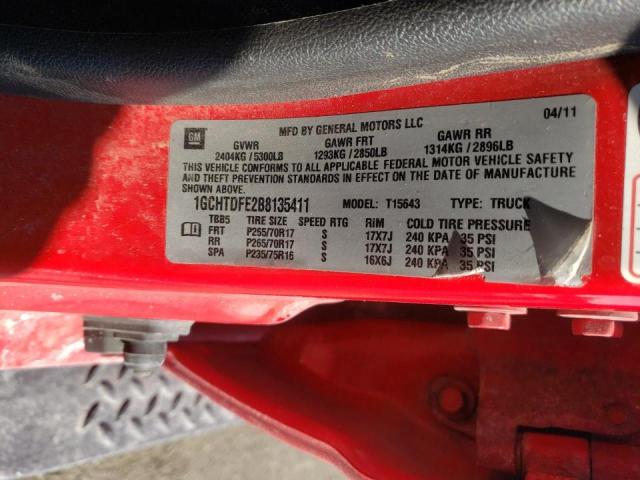 GM
MFD BY GENERAL MOTORS LLC 04/11
GVWR GAWR FRT GAWR RR
2404KG / 5300LB 1293KG / 2850LB 1314KG / 2896LB
THIS VEHICLE CONFORMS TO ALL APPLICABLE FEDERAL MOTOR VEHICLE SAFETY
AND THEFT PREVENTION STANDARDS IN EFFECT ON THE DATE OF MANUFACTURE
SHOWN ABOVE
1GCHTDFE2B8135411 MODEL: T15643 TYPE: TRUCK
TBB5 TIRE SIZE SPEED RTG RIM COLD TIRE PRESSURE
FRT P265/70R17 S 17X7J 240 KPA 35 PSI
RR P265/70R17 S 17X7J 240 KPA 35 PSI
SPA P235/75R16 S 16X6J 240 KPA 35 PSI